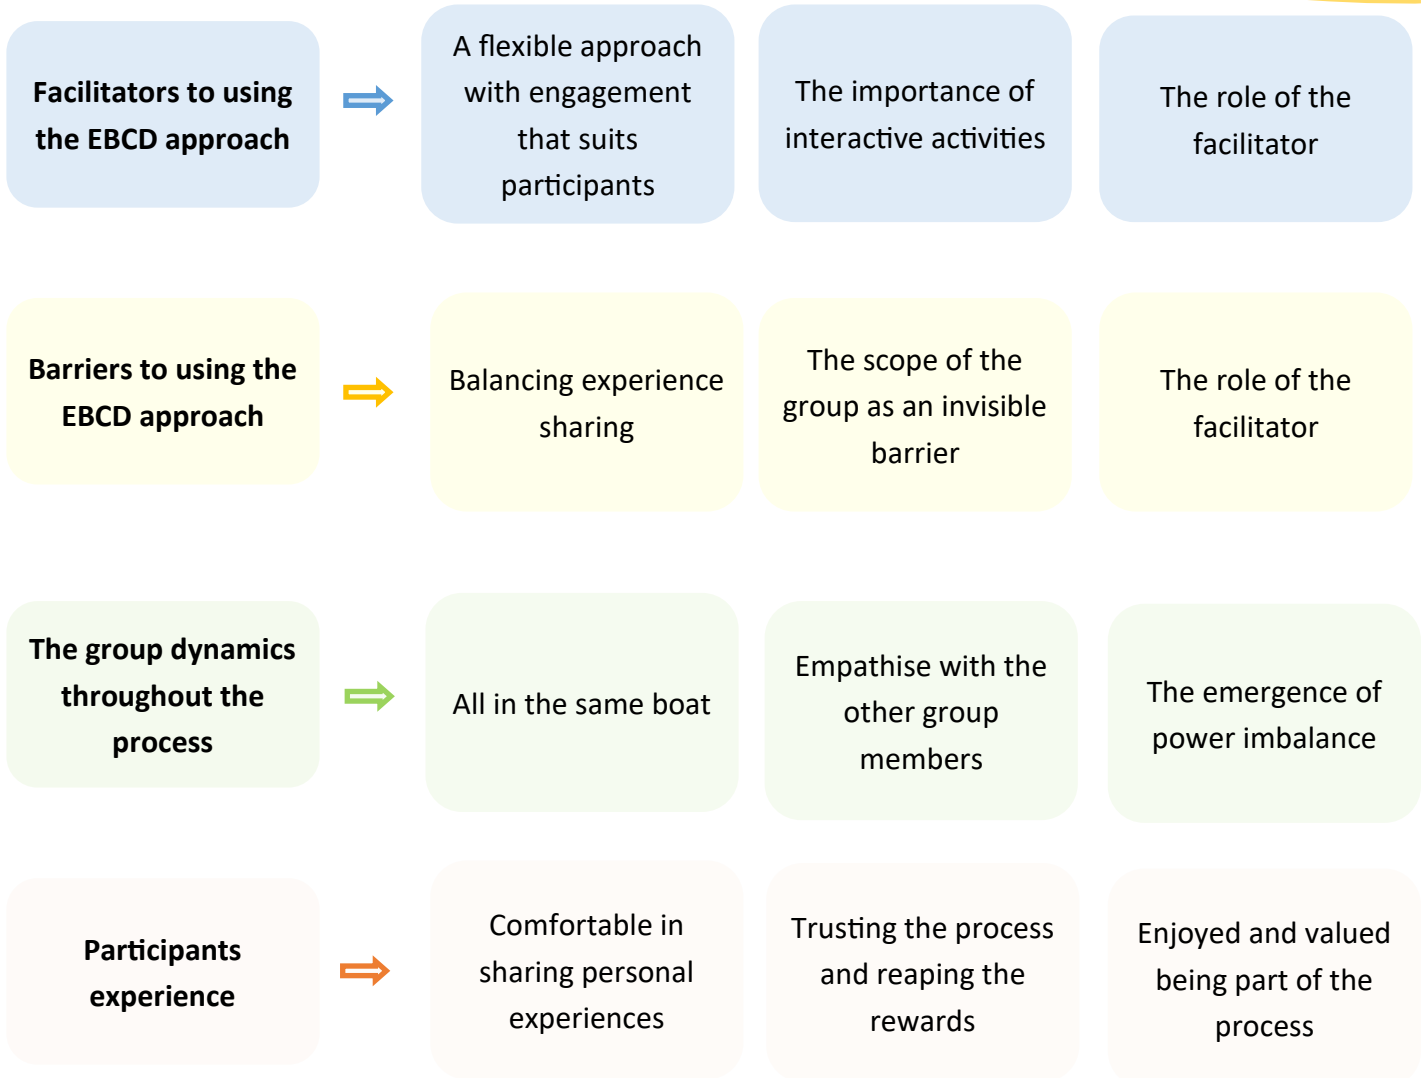 Facilitators to using
the EBCD approach
A flexible approach
with engagement
that suits
participants
The importance of
interactive activities
The role of the
facilitator
Barriers to using the
EBCD approach
Balancing experience
sharing
The scope of the
group as an invisible
barrier
The role of the
facilitator
The group dynamics
throughout the
process
All in the same boat
Empathise with the
other group
members
The emergence of
power imbalance
Participants
experience
Comfortable in
sharing personal
experiences
Trusting the process
and reaping the
rewards
Enjoyed and valued
being part of the
process